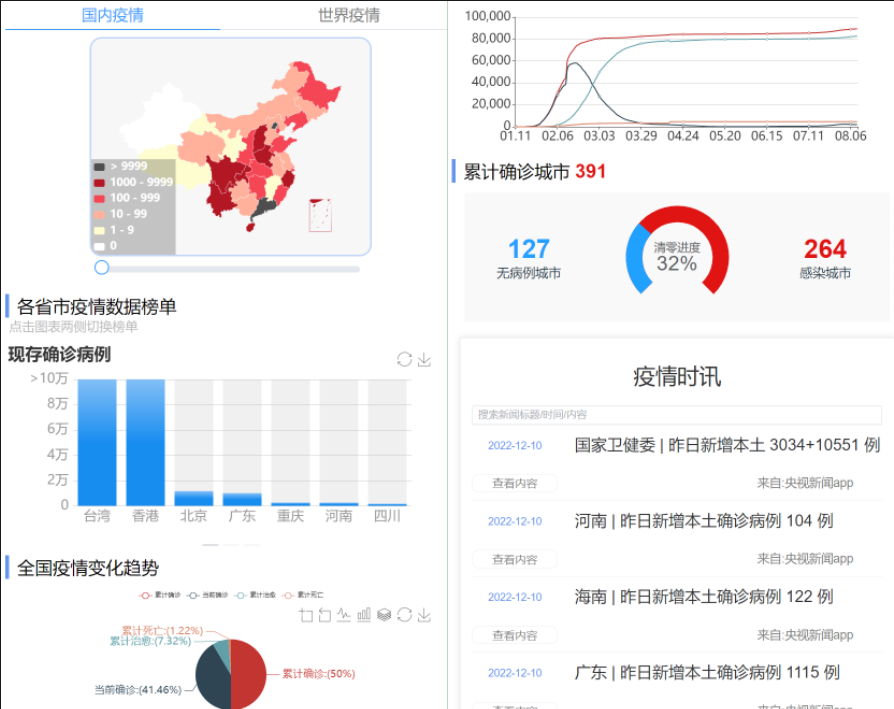 国内疫情
世界疫情
> 9999
1000 - 9999
100 - 999
10 - 99
1 - 9
0
各省市疫情数据榜单
点击图表两侧切换榜单
现存确诊病例
>10万
8万
6万
4万
2万
0
台湾 香港 北京 广东 重庆 河南 四川
全国疫情变化趋势
累计确诊 当前确诊 累计治愈 累计死亡
累计死亡:(1.22%)
累计治愈:(7.32%)
累计确诊:(50%)
当前确诊:(41.46%)
100,000
80,000
60,000
40,000
20,000
0
01.11 02.06 03.03 03.29 04.24 05.20 06.15 07.11 08.06
累计确诊城市 391
127
无病例城市
清零进度
32%
264
感染城市
疫情时讯
搜索新闻标题/时间/内容
2022-12-10 国家卫健委 | 昨日新增本土 3034+10551 例
查看内容 来自:央视新闻app
2022-12-10 河南 | 昨日新增本土确诊病例 104 例
查看内容 来自:央视新闻app
2022-12-10 海南 | 昨日新增本土确诊病例 122 例
查看内容 来自:央视新闻app
2022-12-10 广东 | 昨日新增本土确诊病例 1115 例
查看内容 来自:央视新闻app